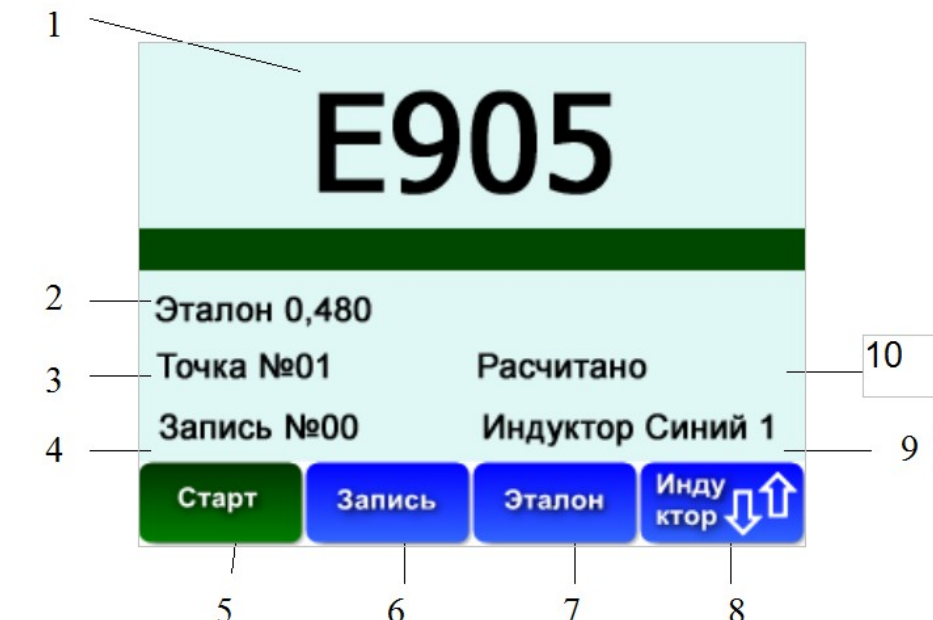 1
E905
2
Эталон 0,480
3
Точка №01
Расчитано
10
4
Запись №00
Индуктор Синий 1
9
Старт
Запись
Эталон
Инду
ктор
5
6
7
8